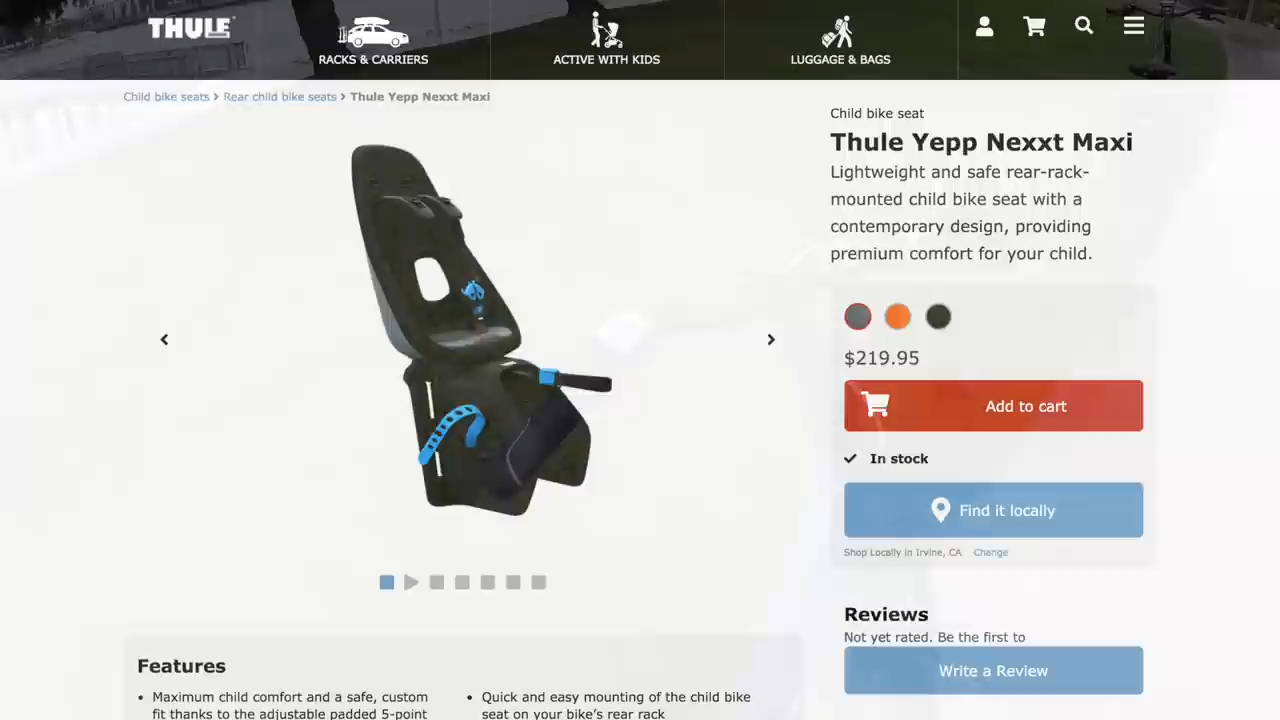 THULE
RACKS & CARRIERS
ACTIVE WITH KIDS
LUGGAGE & BAGS
Child bike seats > Rear child bike seats > Thule Yepp Nexxt Maxi
Child bike seat
Thule Yepp Nexxt Maxi
Lightweight and safe rear-rack-
mounted child bike seat with a
contemporary design, providing
premium comfort for your child.
$219.95
Add to cart
In stock
Find it locally
Shop Locally in Irvine, CA Change
Reviews
Not yet rated. Be the first to
Write a Review
Features
• Maximum child comfort and a safe, custom
fit thanks to the adjustable padded 5-point
• Quick and easy mounting of the child bike
seat on your bike’s rear rack